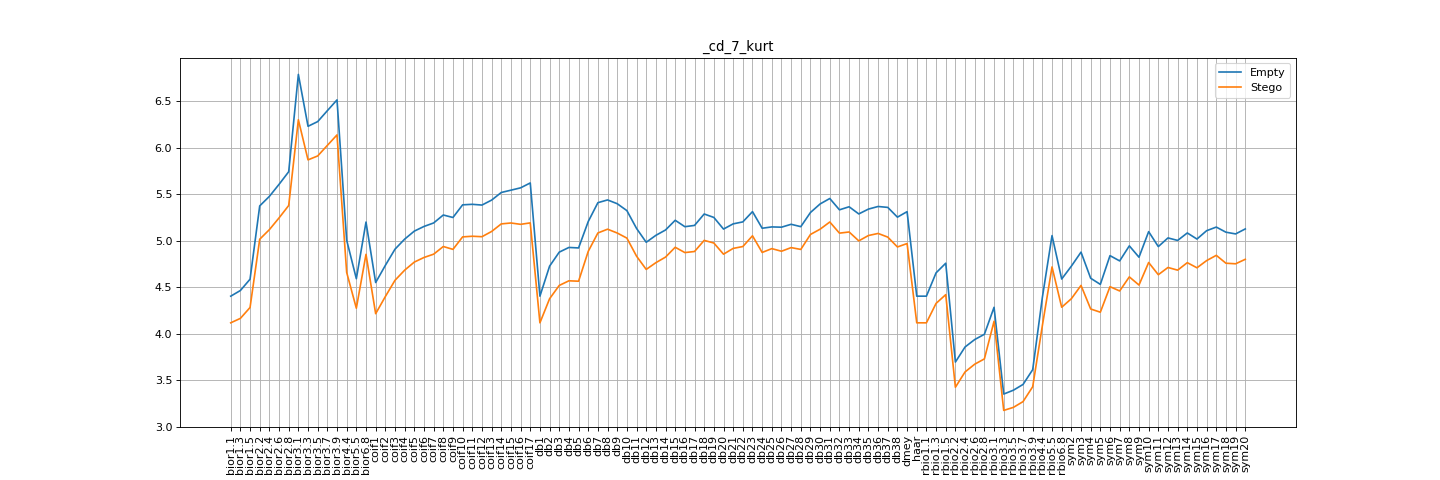 _cd_7_kurt
Empty
Stego
6.5
6.0
5.5
5.0
4.5
4.0
3.5
3.0
bior1.1
bior1.3
bior1.5
bior2.2
bior2.4
bior2.6
bior2.8
bior3.1
bior3.3
bior3.5
bior3.7
bior3.9
bior4.4
bior5.5
bior6.8
coif1
coif2
coif3
coif4
coif5
coif6
coif7
coif8
coif9
coif10
coif11
coif12
coif13
coif14
coif15
coif16
coif17
db1
db2
db3
db4
db5
db6
db7
db8
db9
db10
db11
db12
db13
db14
db15
db16
db17
db18
db19
db20
db21
db22
db23
db24
db25
db26
db27
db28
db29
db30
db31
db32
db33
db34
db35
db36
db37
db38
dmey
haar
rbio1.1
rbio1.3
rbio1.5
rbio2.2
rbio2.4
rbio2.6
rbio2.8
rbio3.1
rbio3.3
rbio3.5
rbio3.7
rbio3.9
rbio4.4
rbio5.5
rbio6.8
sym2
sym3
sym4
sym5
sym6
sym7
sym8
sym9
sym10
sym11
sym12
sym13
sym14
sym15
sym16
sym17
sym18
sym19
sym20